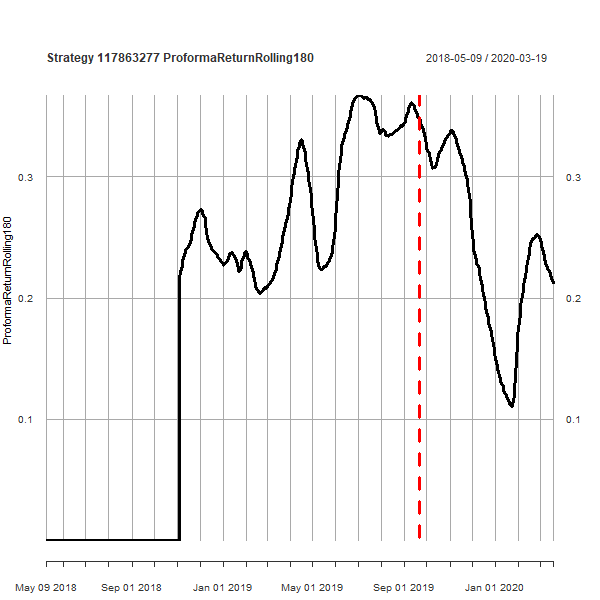 Strategy 117863277 ProformaReturnRolling180
2018-05-09 / 2020-03-19
ProformaReturnRolling180
0.3
0.3
0.2
0.2
0.1
0.1
May 09 2018
Sep 01 2018
Jan 01 2019
May 01 2019
Sep 01 2019
Jan 01 2020